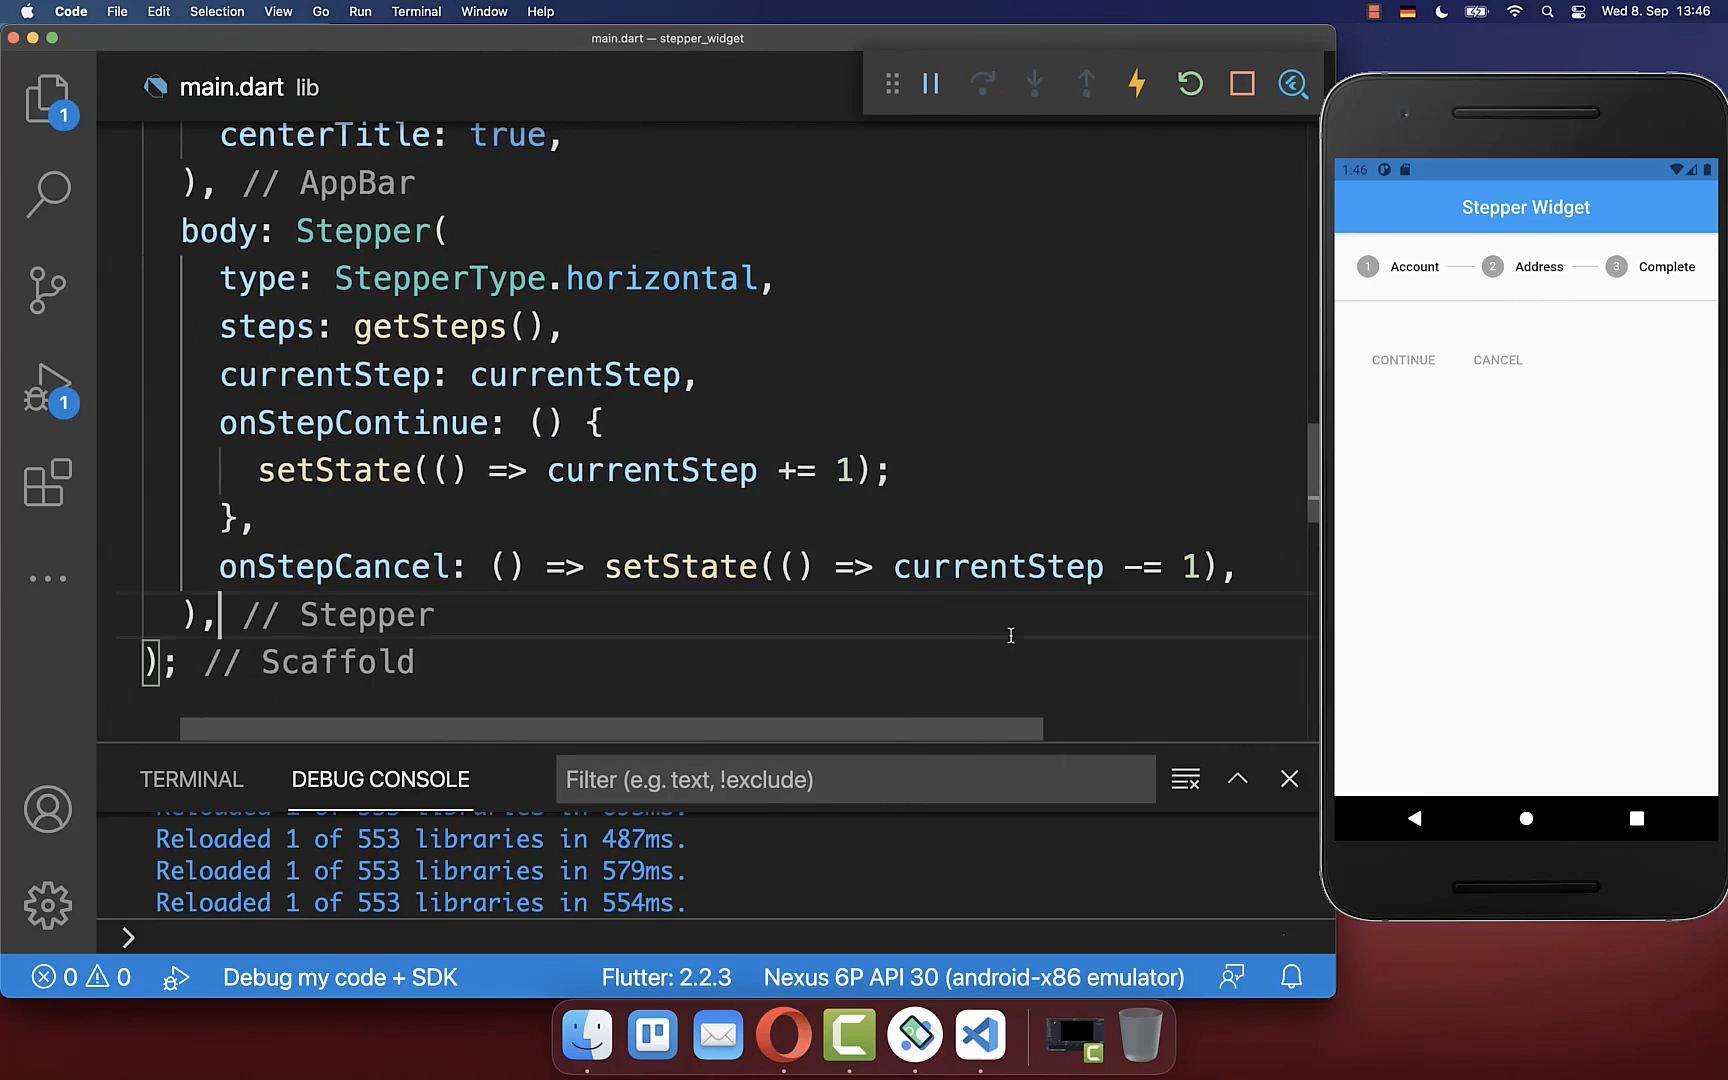 Code File Edit Selection View Go Run Terminal Window Help
Wed 8. Sep 13:46
main.dart — stepper_widget
main.dart lib
centerTitle: true,
), // AppBar
body: Stepper(
type: StepperType.horizontal,
steps: getSteps(),
currentStep: currentStep,
onStepContinue: () {
setState(() => currentStep += 1);
},
onStepCancel: () => setState(() => currentStep -= 1),
), // Stepper
); // Scaffold
1
1
TERMINAL DEBUG CONSOLE Filter (e.g. text, !exclude)
Reloaded 1 of 553 libraries in 487ms.
Reloaded 1 of 553 libraries in 579ms.
Reloaded 1 of 553 libraries in 554ms.
0 0 Debug my code + SDK Flutter: 2.2.3 Nexus 6P API 30 (android-x86 emulator)
1:46
Stepper Widget
1 Account 2 Address 3 Complete
CONTINUE CANCEL